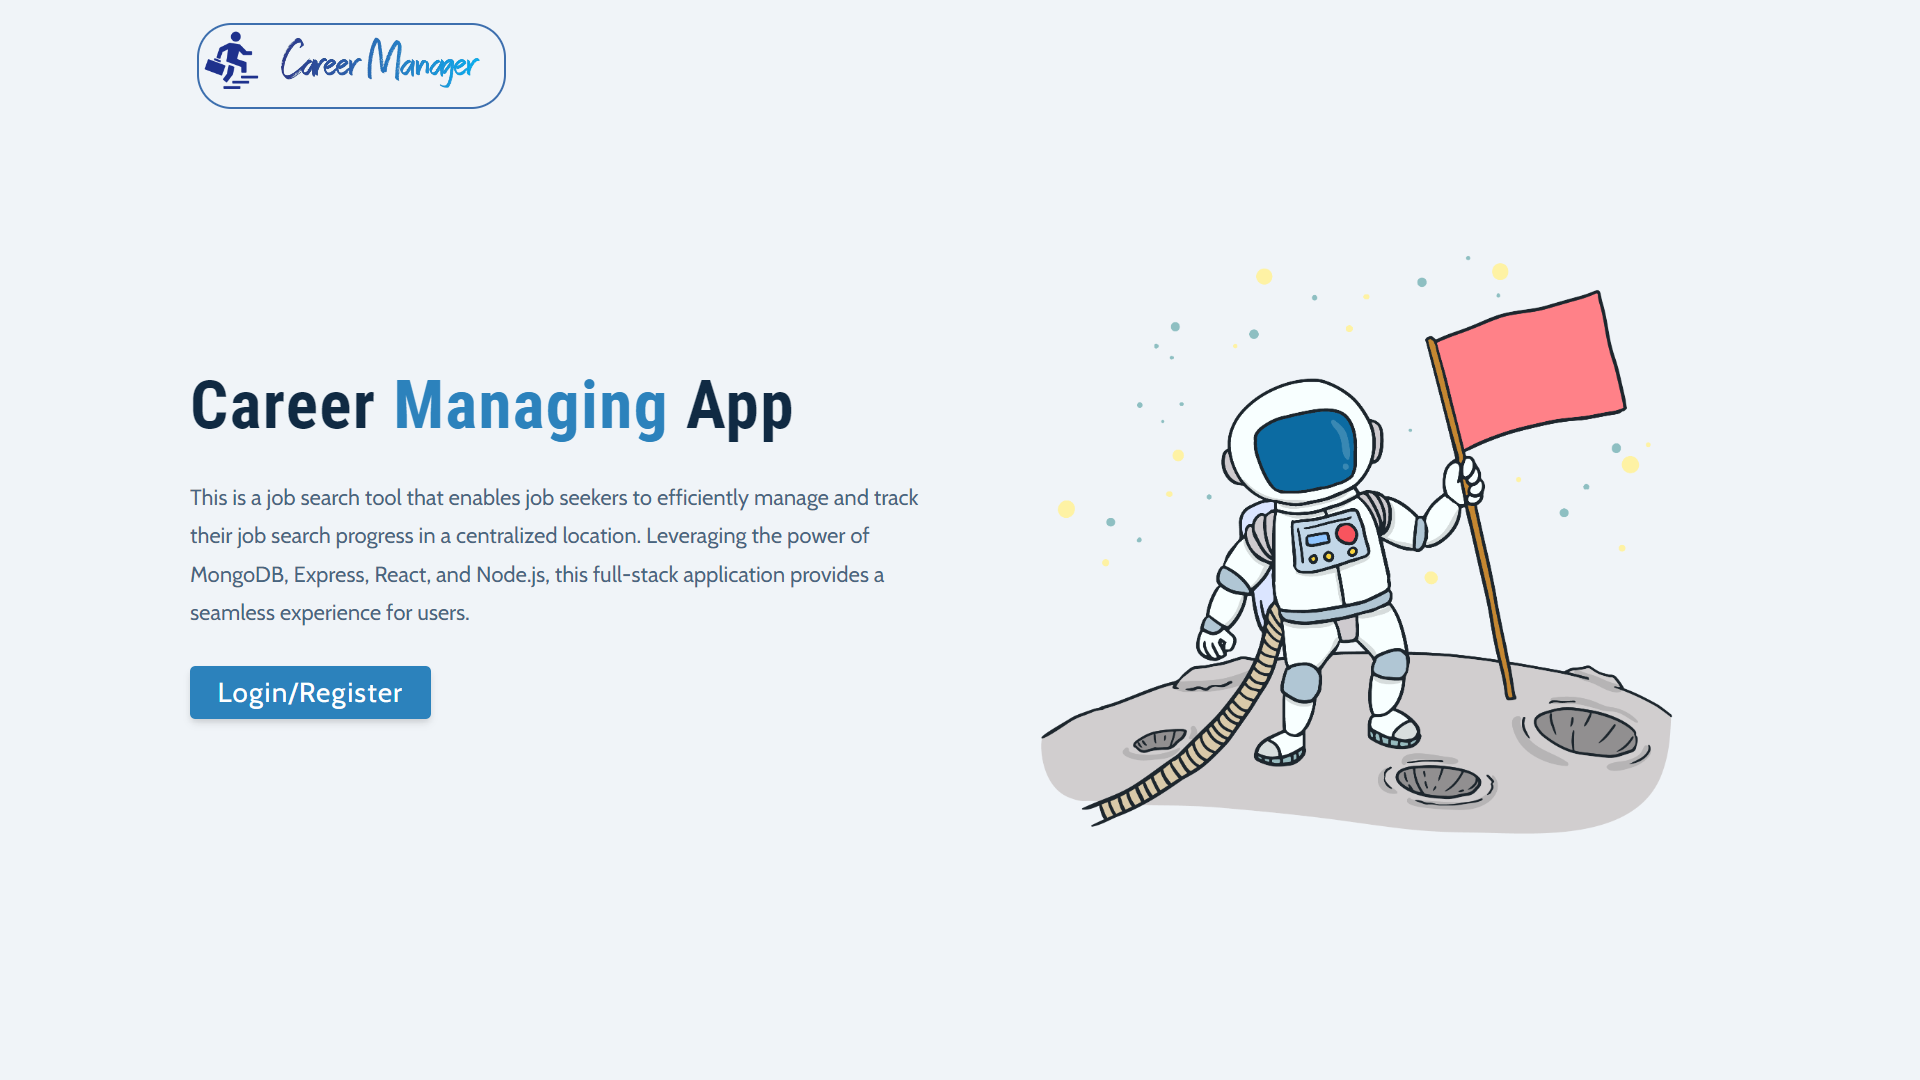 Career Manager
Career Managing App
This is a job search tool that enables job seekers to efficiently manage and track
their job search progress in a centralized location. Leveraging the power of
MongoDB, Express, React, and Node.js, this full-stack application provides a
seamless experience for users.
Login/Register